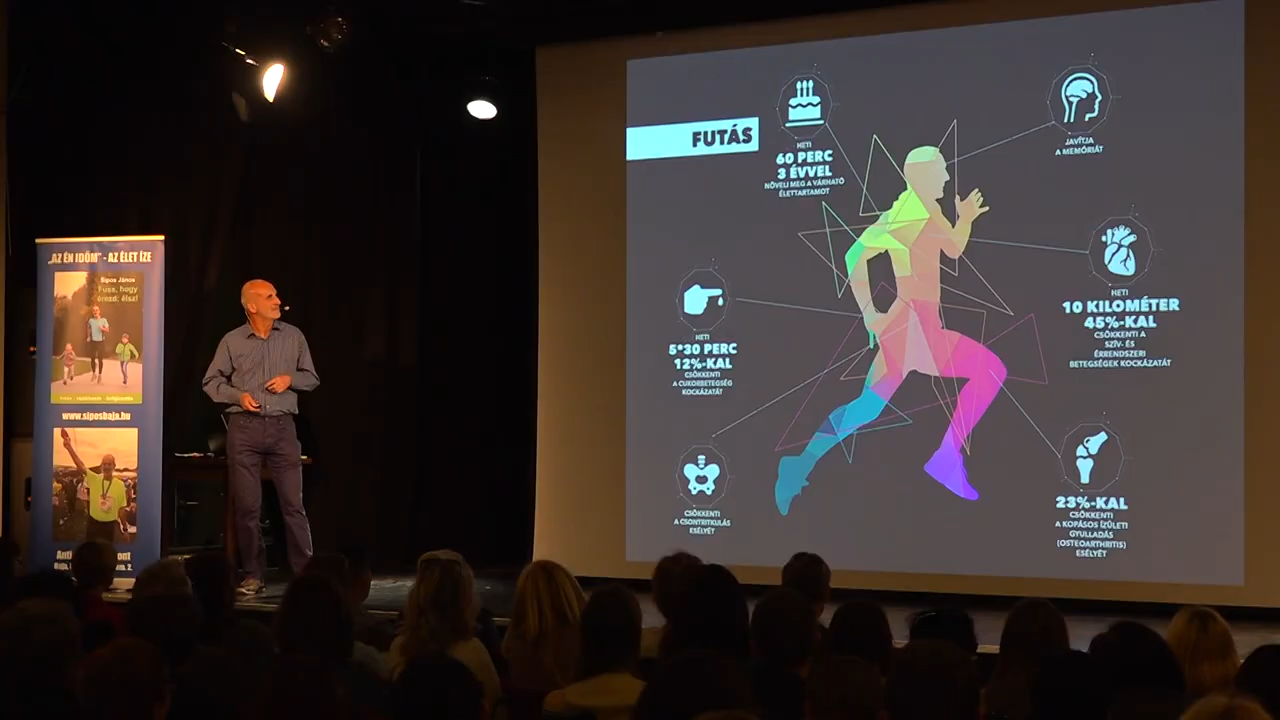 „AZ ÉN IDŐM" - AZ ÉLET ÍZE
Sipos János
Fuss, hogy
érezd: élsz!
www.siposbaja.hu
FUTÁS
HETI
60 PERC
3 ÉVVEL
NÖVELI MEG A VÁRHATÓ
ÉLETTARTAMOT
JAVÍTJA
A MEMÓRIÁT
HETI
10 KILOMÉTER
45%-KAL
CSÖKKENTI A
SZÍV- ÉS
ÉRRENDSZERI
BETEGSÉGEK KOCKÁZATÁT
HETI
5*30 PERC
12%-KAL
CSÖKKENTI
A CUKORBETEGSÉG
KOCKÁZATÁT
CSÖKKENTI
A CSONTRITKULÁS
ESÉLYÉT
23%-KAL
CSÖKKENTI
A KOPÁSOS ÍZÜLETI
GYULLADÁS
(OSTEOARTHRITIS)
ESÉLYÉT